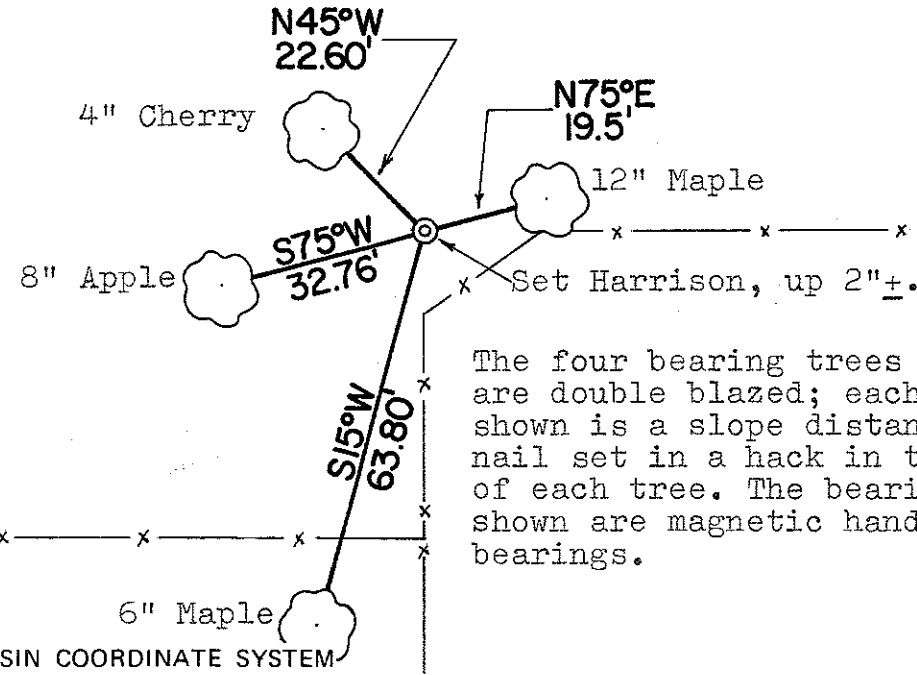 N45°W
22.60'
4" Cherry
N75°E
19.5'
12" Maple
8" Apple
S75°W
32.76'
Set Harrison, up 2"±.
The four bearing trees
are double blazed; each
shown is a slope distan
nail set in a hack in t
of each tree. The beari
shown are magnetic hand
bearings.
S15°W
63.80'
6" Maple
SIN COORDINATE SYSTEM